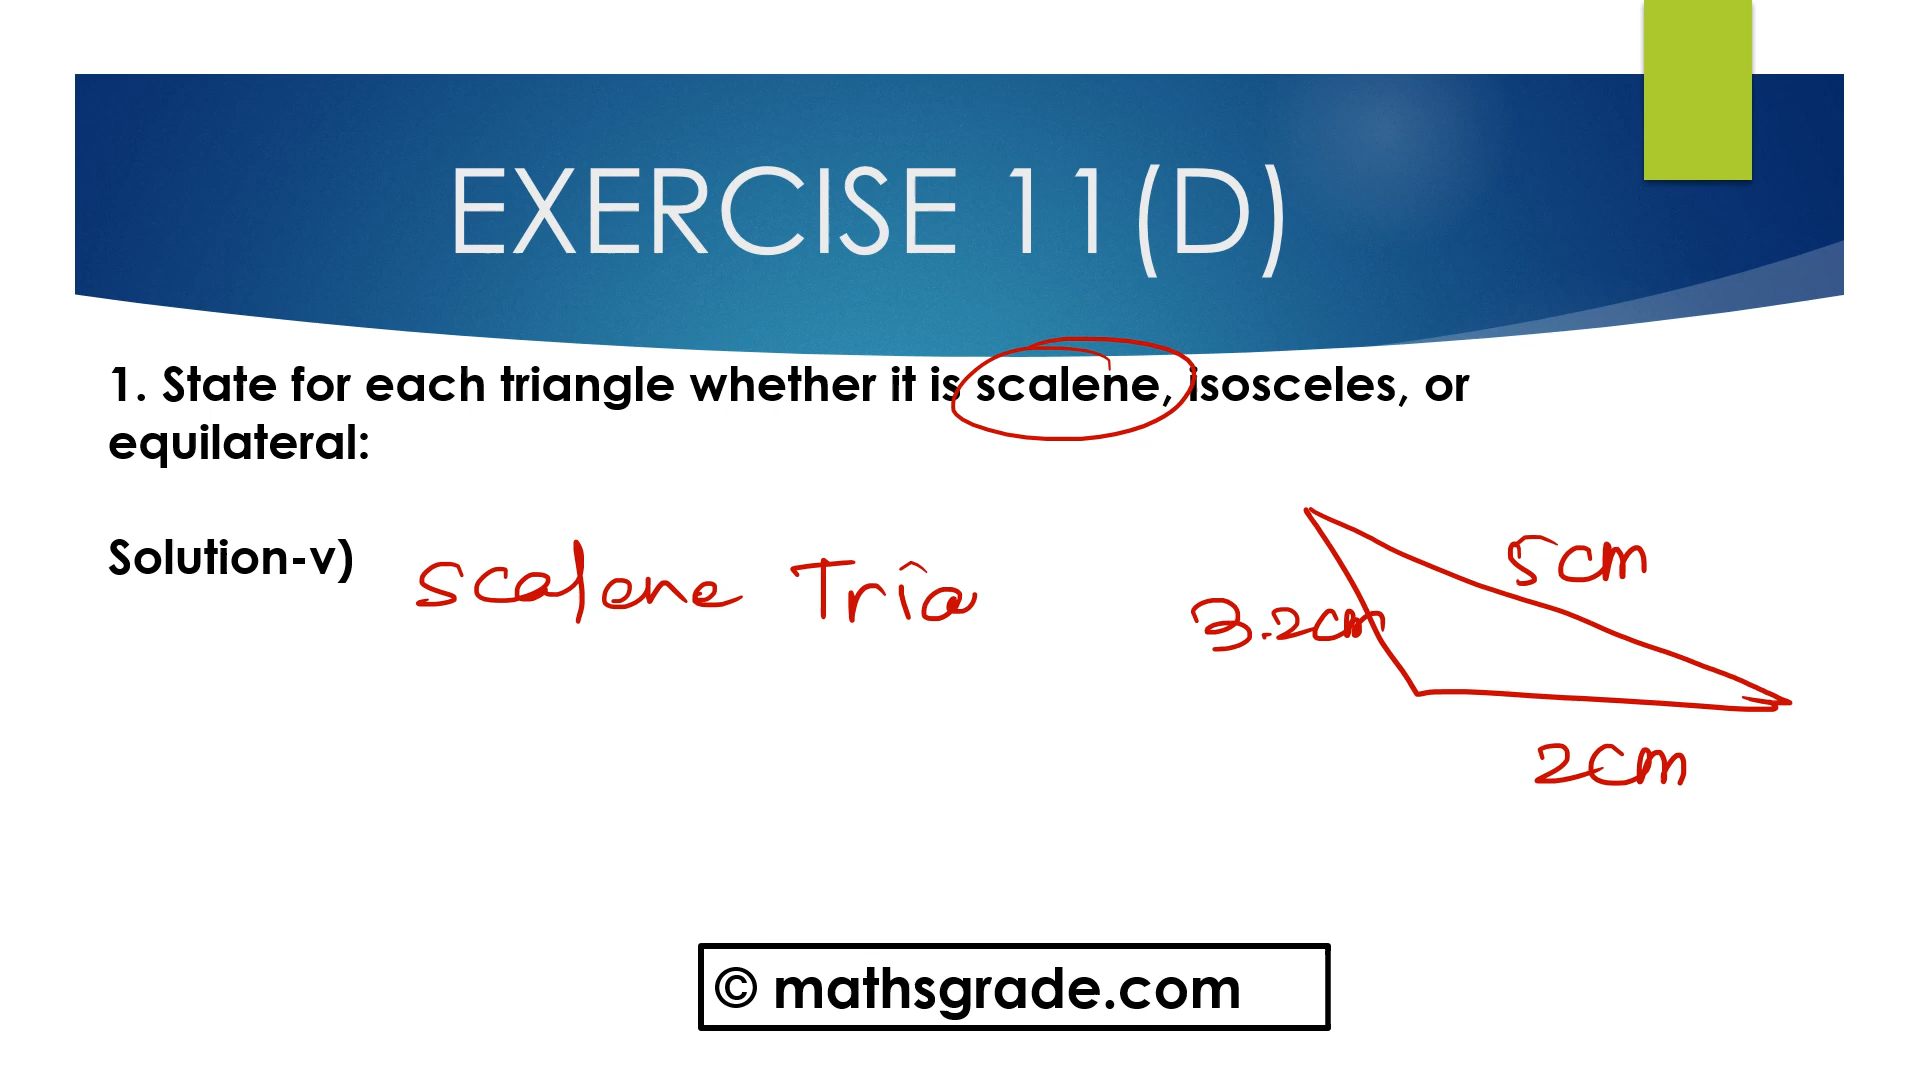 EXERCISE 11(D)
1. State for each triangle whether it is scalene, isosceles, or
equilateral:
Solution-v) Scalene Tria
5cm
3.2cm
2cm
© mathsgrade.com